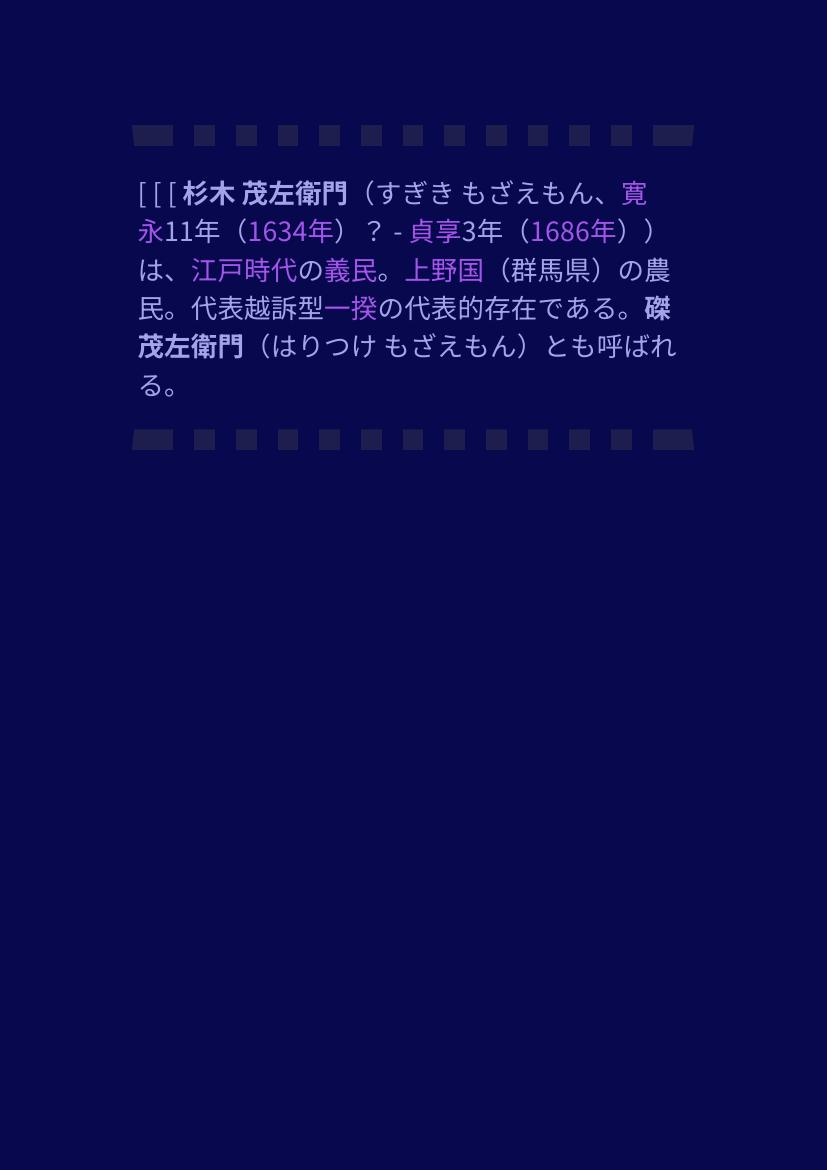 [ [ [ 杉木 茂左衛門（すぎき もざえもん、寛
永11年（1634年）？ - 貞享3年（1686年））
は、江戸時代の義民。上野国（群馬県）の農
民。代表越訴型一揆の代表的存在である。磔
茂左衛門（はりつけ もざえもん）とも呼ばれ
る。